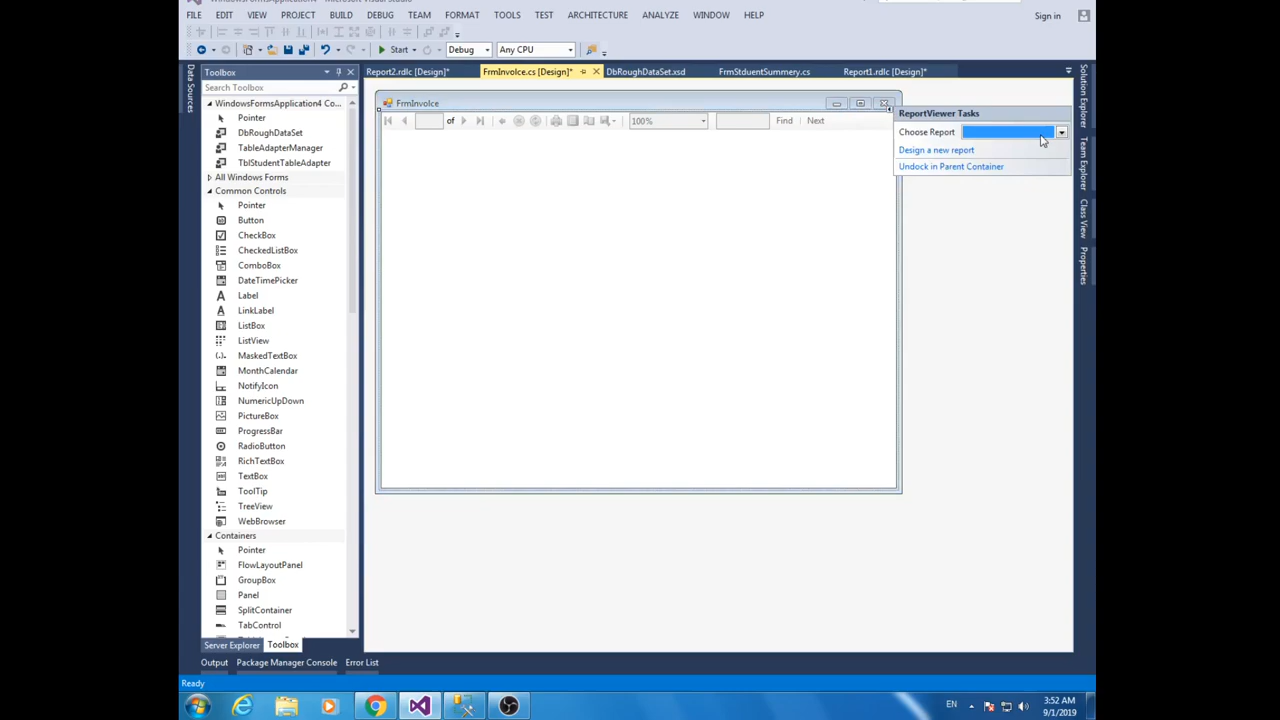 WindowsFormsApplication4 - Microsoft Visual Studio
FILE EDIT VIEW PROJECT BUILD DEBUG TEAM FORMAT TOOLS TEST ARCHITECTURE ANALYZE WINDOW HELP Sign in
Start Debug Any CPU
Data Sources
Toolbox
Search Toolbox
WindowsFormsApplication4 Co...
Pointer
DbRoughDataSet
TableAdapterManager
TblStudentTableAdapter
All Windows Forms
Common Controls
Pointer
Button
CheckBox
CheckedListBox
ComboBox
DateTimePicker
Label
LinkLabel
ListBox
ListView
MaskedTextBox
MonthCalendar
NotifyIcon
NumericUpDown
PictureBox
ProgressBar
RadioButton
RichTextBox
TextBox
ToolTip
TreeView
WebBrowser
Containers
Pointer
FlowLayoutPanel
GroupBox
Panel
SplitContainer
TabControl
Server Explorer Toolbox
Report2.rdlc [Design]* FrmInvoIce.cs [Design]* DbRoughDataSet.xsd FrmStduentSummery.cs Report1.rdlc [Design]*
FrmInvoIce
of 100% Find | Next
ReportViewer Tasks
Choose Report
Design a new report
Undock in Parent Container
Solution Explorer
Team Explorer
Class View
Properties
Output Package Manager Console Error List
Ready
EN
3:52 AM
9/1/2019